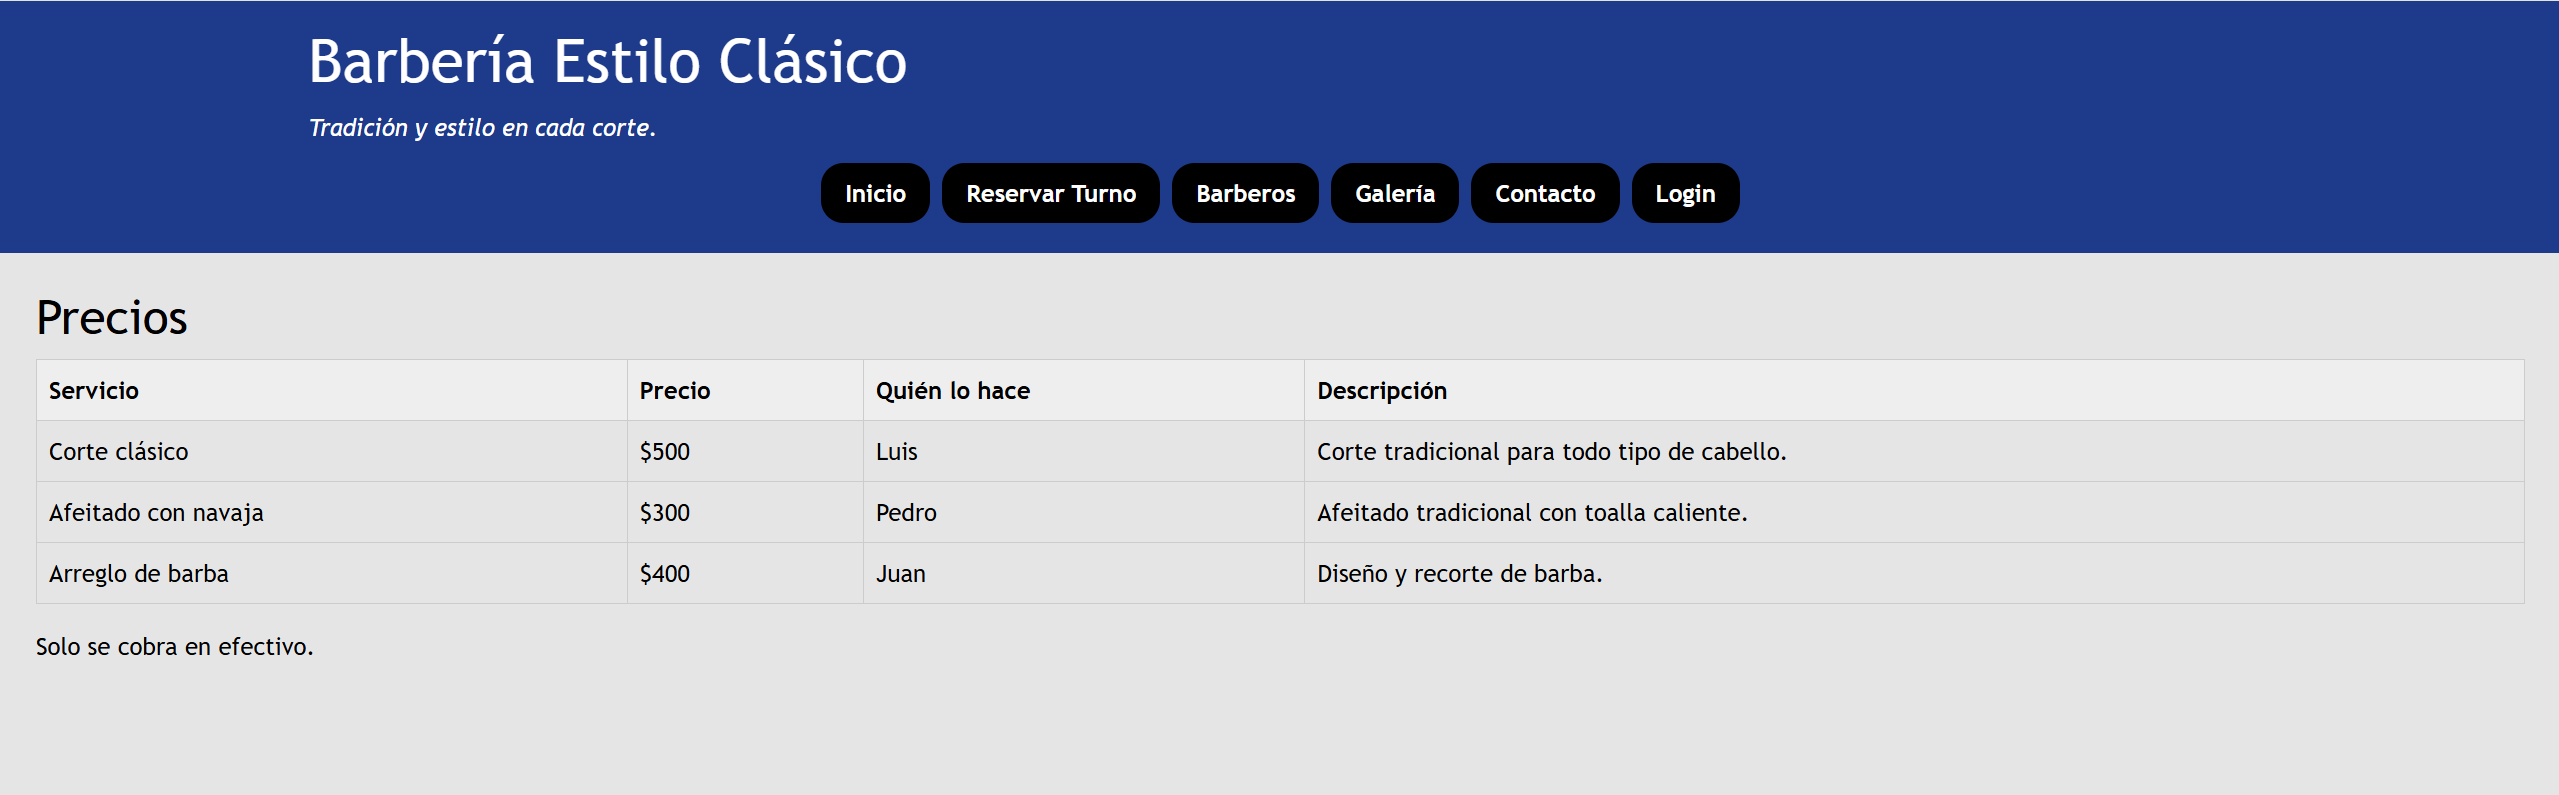 Barbería Estilo Clásico
Tradición y estilo en cada corte.
Inicio Reservar Turno Barberos Galería Contacto Login
Precios
Servicio Precio Quién lo hace Descripción
Corte clásico $500 Luis Corte tradicional para todo tipo de cabello.
Afeitado con navaja $300 Pedro Afeitado tradicional con toalla caliente.
Arreglo de barba $400 Juan Diseño y recorte de barba.
Solo se cobra en efectivo.